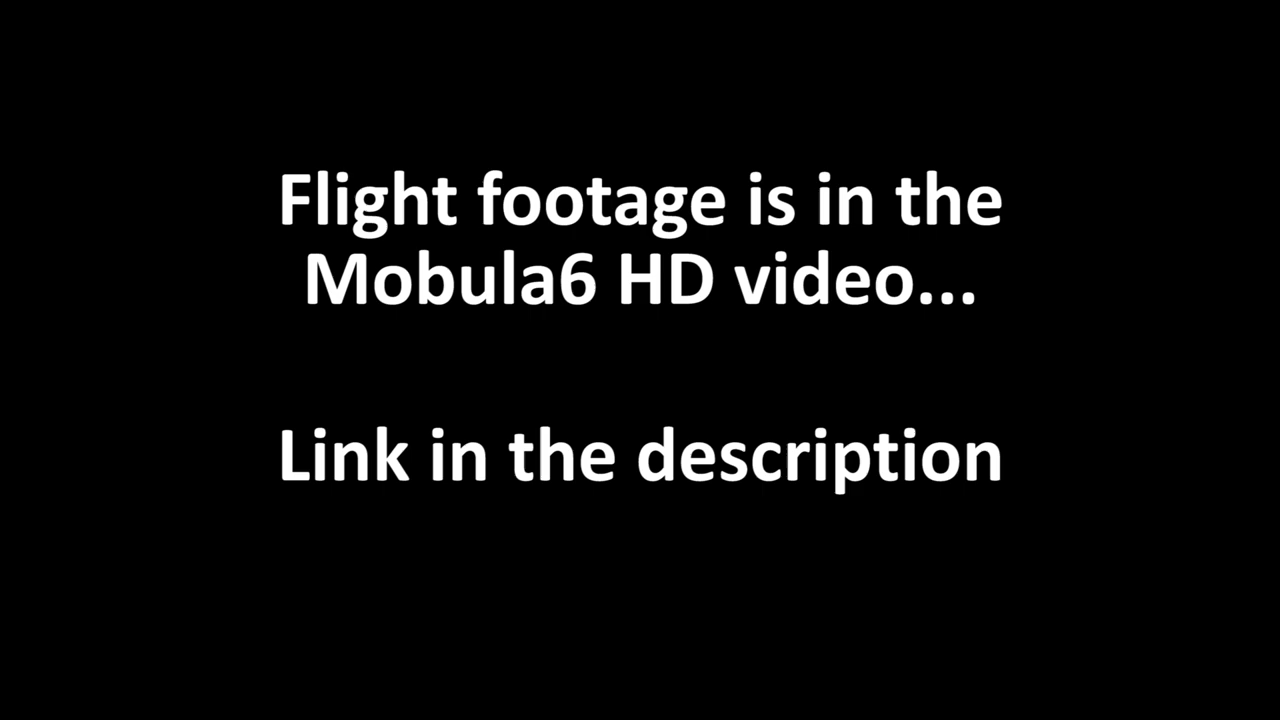 Flight footage is in the
Mobula6 HD video...
Link in the description